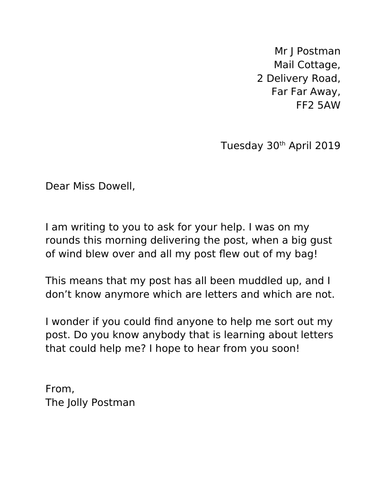 Mr J Postman
Mail Cottage,
2 Delivery Road,
Far Far Away,
FF2 5AW
Tuesday 30th April 2019
Dear Miss Dowell,
I am writing to you to ask for your help. I was on my
rounds this morning delivering the post, when a big gust
of wind blew over and all my post flew out of my bag!
This means that my post has all been muddled up, and I
don’t know anymore which are letters and which are not.
I wonder if you could find anyone to help me sort out my
post. Do you know anybody that is learning about letters
that could help me? I hope to hear from you soon!
From,
The Jolly Postman